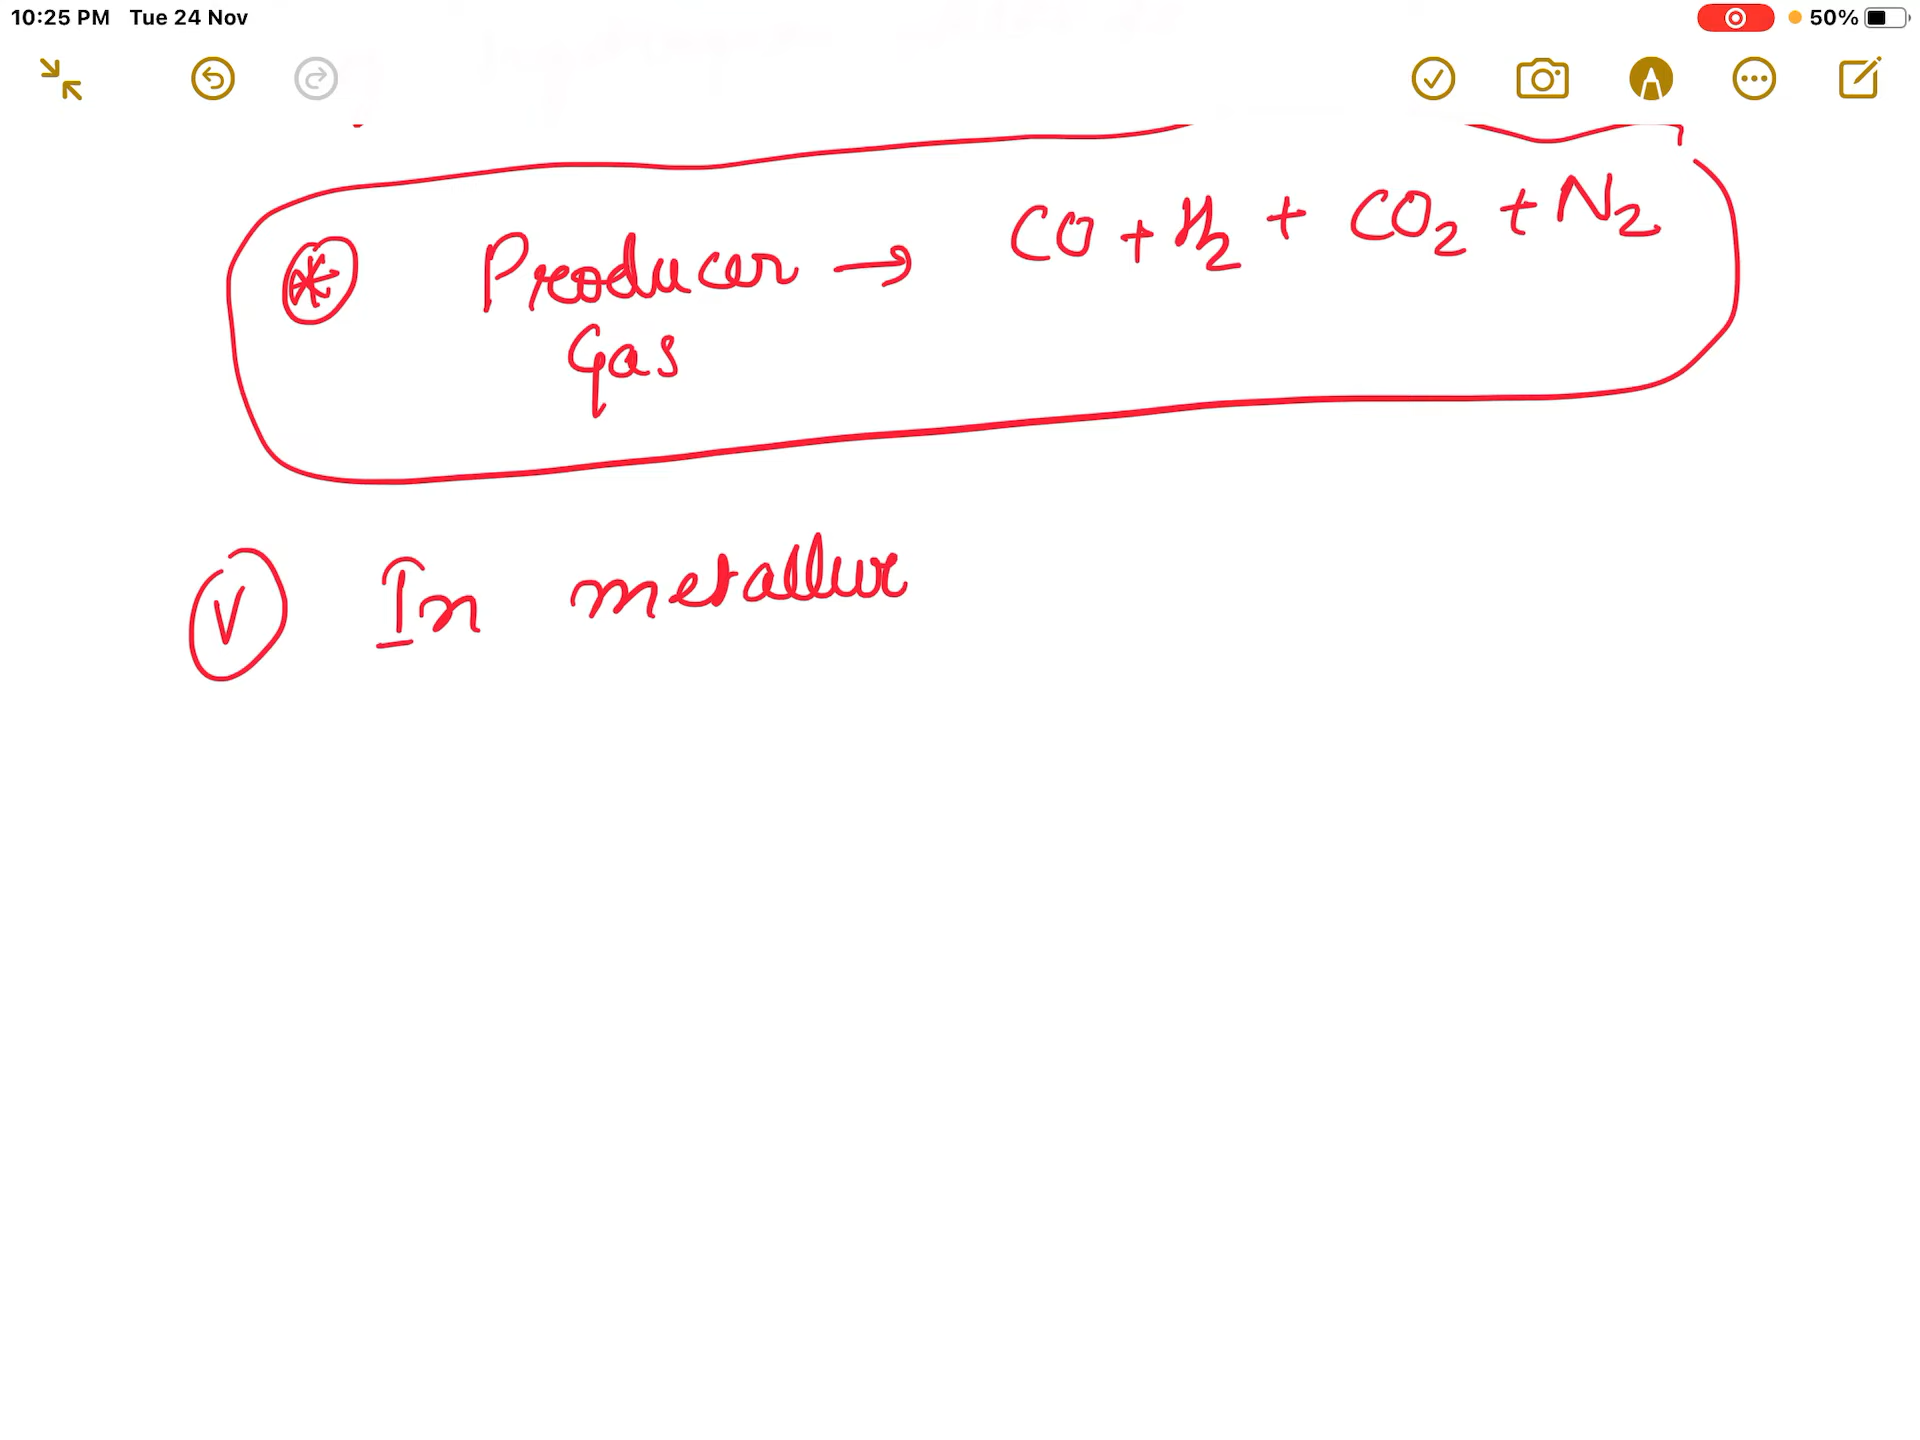 10:25 PM Tue 24 Nov 50%
Producer → CO + H₂ + CO₂ + N₂
Gas
V In metallur